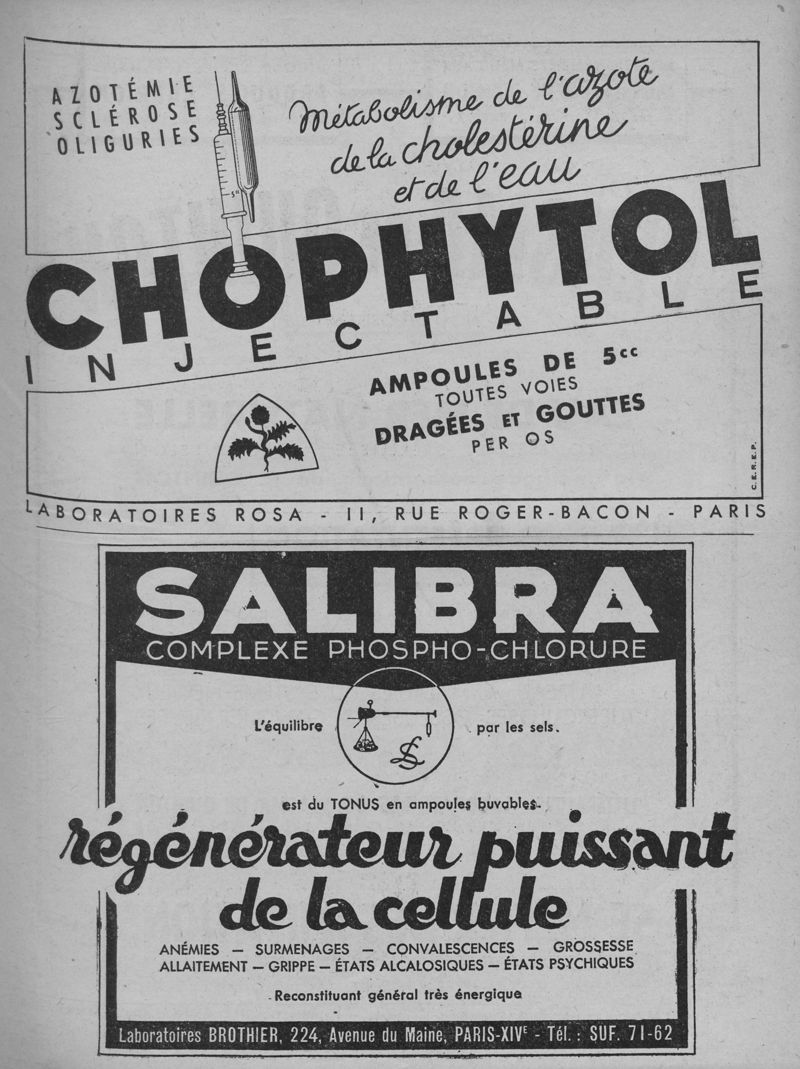 AZOTÉMIE
SCLÉROSE
OLIGURIES
Métabolisme de l'azote
de la cholestérine
et de l'eau
CHOPHYTOL
INJECTABLE
AMPOULES DE 5cc
TOUTES VOIES
DRAGÉES ET GOUTTES
PER OS
C.E.R.E.P.
LABORATOIRES ROSA - 11, RUE ROGER-BACON - PARIS
SALIBRA
COMPLEXE PHOSPHO-CHLORURE
L'équilibre par les sels.
LS
est du TONUS en ampoules buvables.
régénérateur puissant
de la cellule
ANÉMIES — SURMENAGES — CONVALESCENCES — GROSSESSE
ALLAITEMENT — GRIPPE — ÉTATS ALCALOSIQUES — ÉTATS PSYCHIQUES
Reconstituant général très énergique
Laboratoires BROTHIER, 224, Avenue du Maine, PARIS-XIVE - Tél. : SUF. 71-62